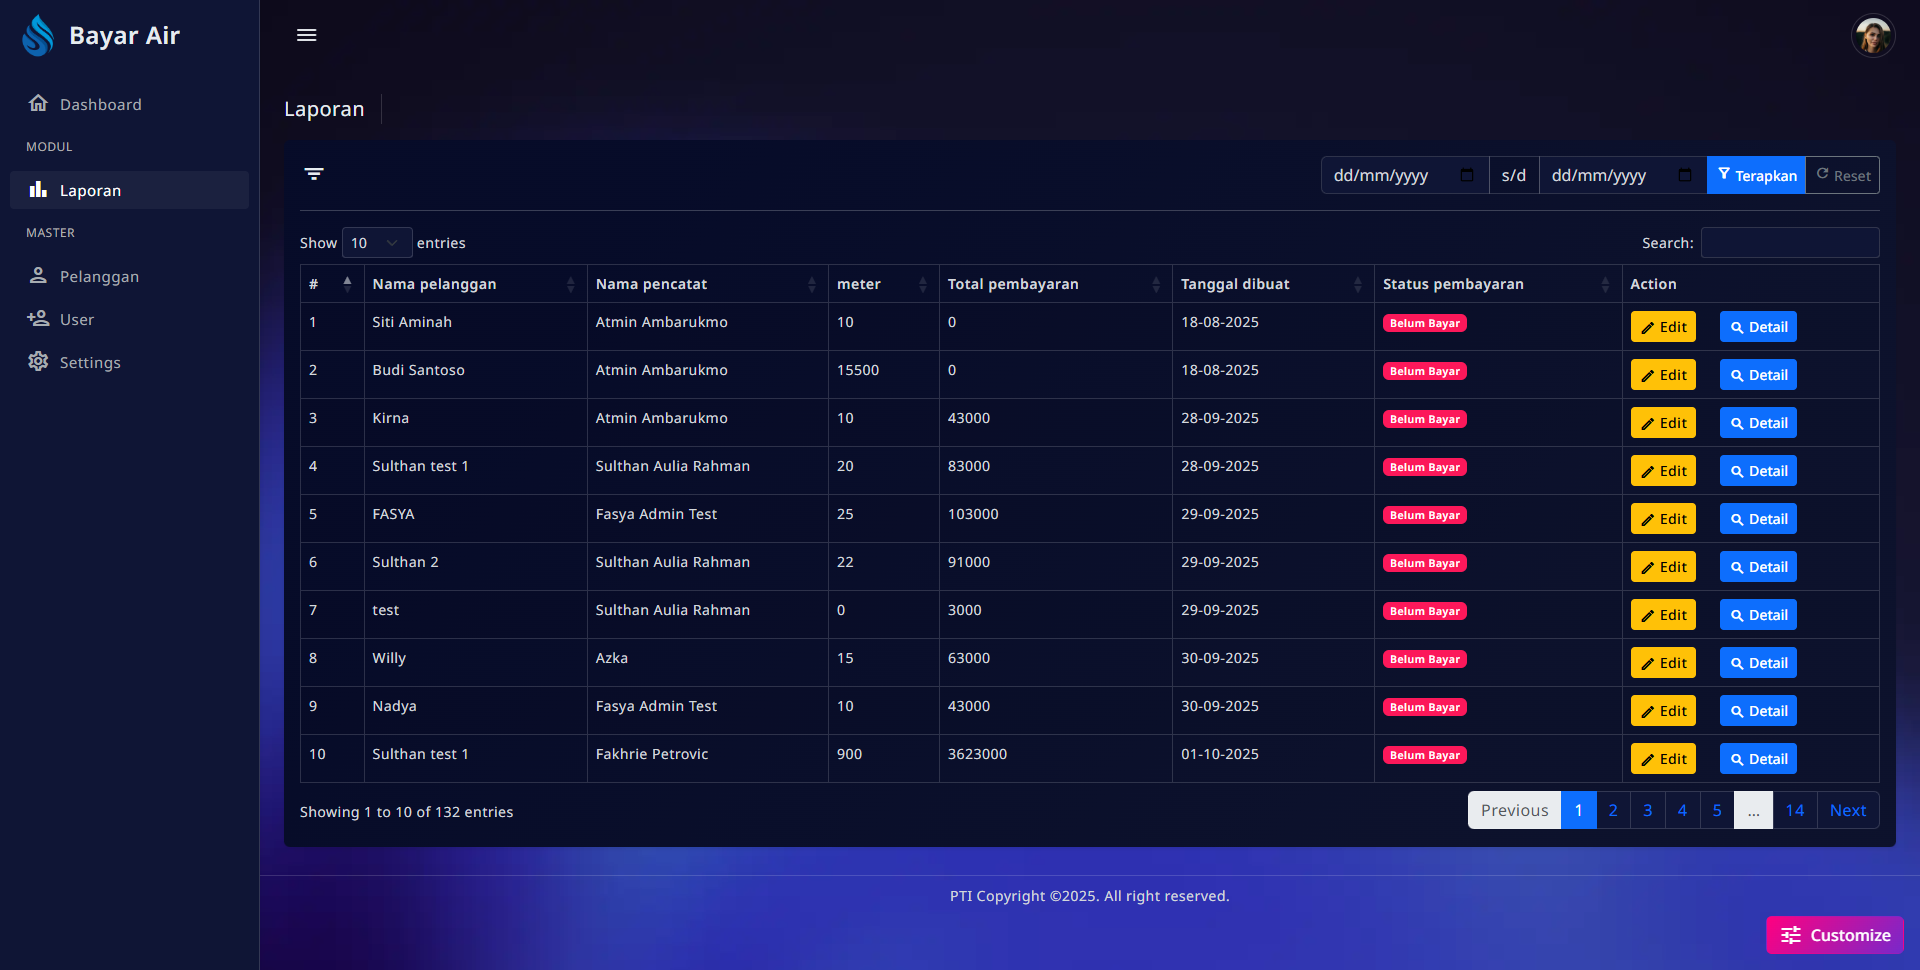 Bayar Air
Dashboard
MODUL
Laporan
MASTER
Pelanggan
User
Settings
Laporan
dd/mm/yyyy s/d dd/mm/yyyy Terapkan Reset
Show 10 entries Search:
# Nama pelanggan Nama pencatat meter Total pembayaran Tanggal dibuat Status pembayaran Action
1 Siti Aminah Atmin Ambarukmo 10 0 18-08-2025 Belum Bayar Edit Detail
2 Budi Santoso Atmin Ambarukmo 15500 0 18-08-2025 Belum Bayar Edit Detail
3 Kirna Atmin Ambarukmo 10 43000 28-09-2025 Belum Bayar Edit Detail
4 Sulthan test 1 Sulthan Aulia Rahman 20 83000 28-09-2025 Belum Bayar Edit Detail
5 FASYA Fasya Admin Test 25 103000 29-09-2025 Belum Bayar Edit Detail
6 Sulthan 2 Sulthan Aulia Rahman 22 91000 29-09-2025 Belum Bayar Edit Detail
7 test Sulthan Aulia Rahman 0 3000 29-09-2025 Belum Bayar Edit Detail
8 Willy Azka 15 63000 30-09-2025 Belum Bayar Edit Detail
9 Nadya Fasya Admin Test 10 43000 30-09-2025 Belum Bayar Edit Detail
10 Sulthan test 1 Fakhrie Petrovic 900 3623000 01-10-2025 Belum Bayar Edit Detail
Showing 1 to 10 of 132 entries Previous 1 2 3 4 5 ... 14 Next
PTI Copyright ©2025. All right reserved.
Customize